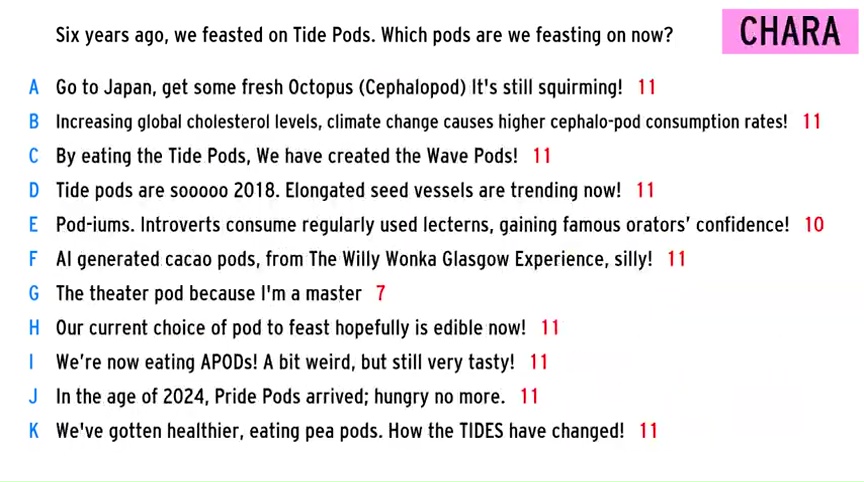 Six years ago, we feasted on Tide Pods. Which pods are we feasting on now?
CHARA
A Go to Japan, get some fresh Octopus (Cephalopod) It's still squirming! 11
B Increasing global cholesterol levels, climate change causes higher cephalo-pod consumption rates! 11
C By eating the Tide Pods, We have created the Wave Pods! 11
D Tide pods are sooooo 2018. Elongated seed vessels are trending now! 11
E Pod-iums. Introverts consume regularly used lecterns, gaining famous orators’ confidence! 10
F AI generated cacao pods, from The Willy Wonka Glasgow Experience, silly! 11
G The theater pod because I'm a master 7
H Our current choice of pod to feast hopefully is edible now! 11
I We’re now eating APODs! A bit weird, but still very tasty! 11
J In the age of 2024, Pride Pods arrived; hungry no more. 11
K We've gotten healthier, eating pea pods. How the TIDES have changed! 11